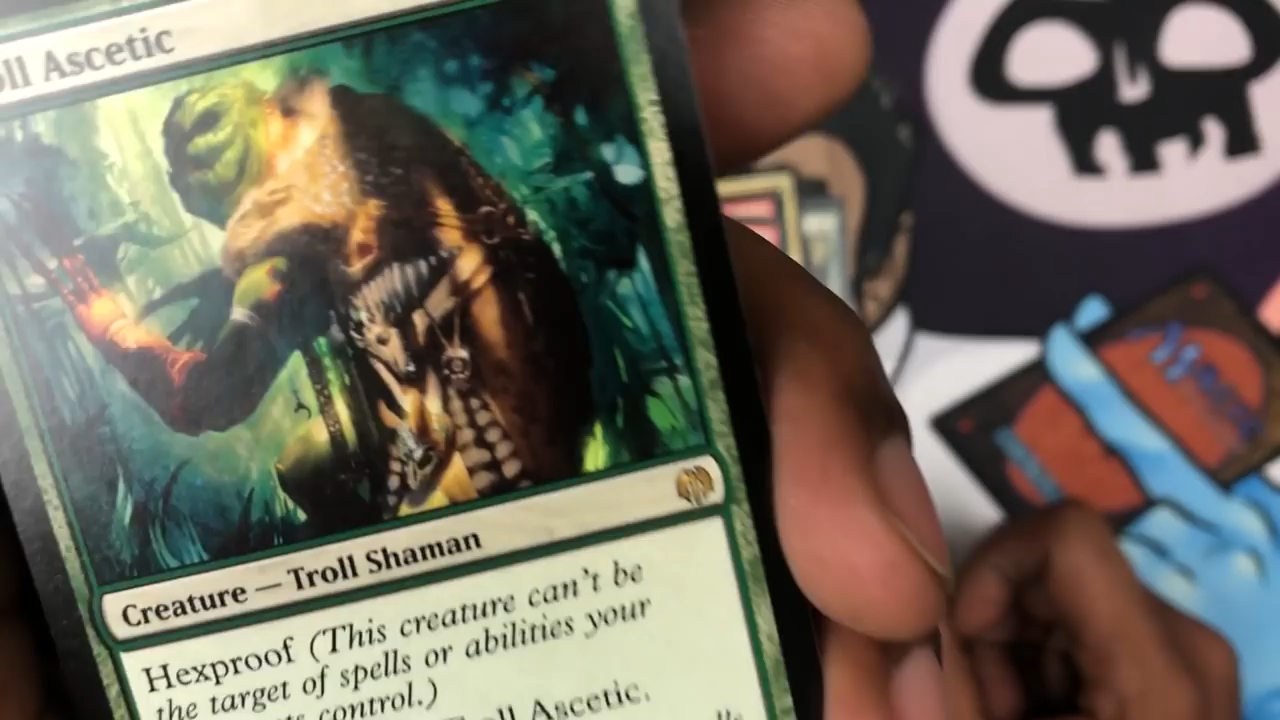 oll Ascetic
Creature — Troll Shaman
Hexproof (This creature can't be
the target of spells or abilities your
control.)
Troll Ascetic.